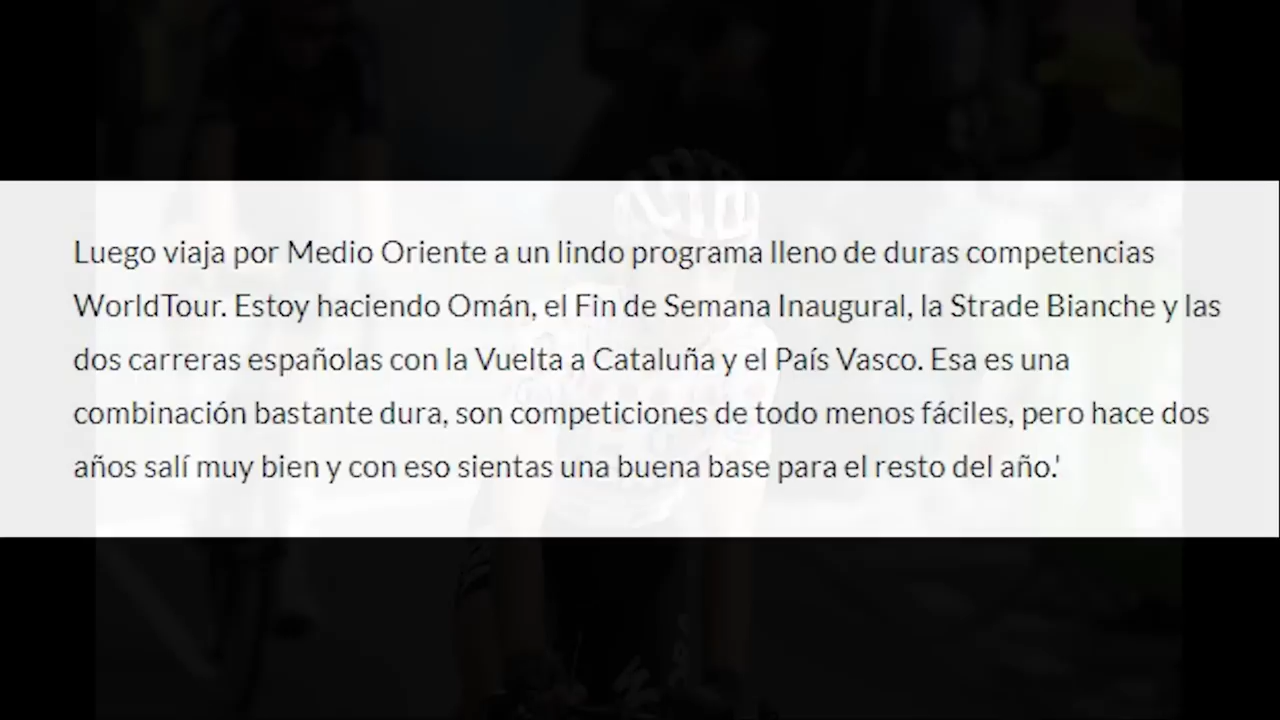 Luego viaja por Medio Oriente a un lindo programa lleno de duras competencias
WorldTour. Estoy haciendo Omán, el Fin de Semana Inaugural, la Strade Bianche y las
dos carreras españolas con la Vuelta a Cataluña y el País Vasco. Esa es una
combinación bastante dura, son competiciones de todo menos fáciles, pero hace dos
años salí muy bien y con eso sientas una buena base para el resto del año.'